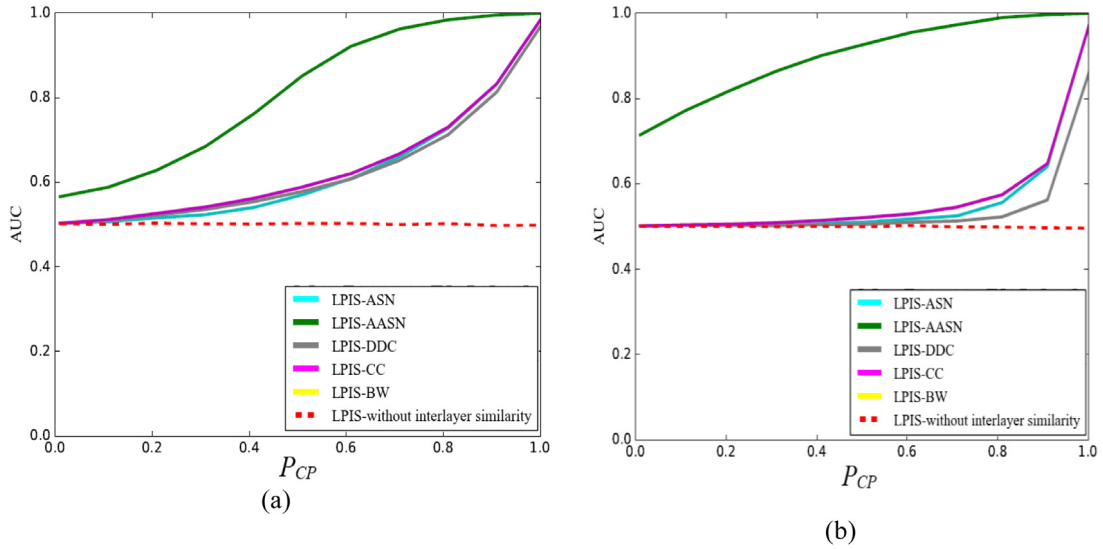 1.0
0.8
0.6
AUC
0.4
0.2
0.0
0.0 0.2 0.4 0.6 0.8 1.0
LPIS-ASN
LPIS-AASN
LPIS-DDC
LPIS-CC
LPIS-BW
LPIS-without interlayer similarity
P_CP
(a)
1.0
0.8
0.6
AUC
0.4
0.2
0.0
0.0 0.2 0.4 0.6 0.8 1.0
LPIS-ASN
LPIS-AASN
LPIS-DDC
LPIS-CC
LPIS-BW
LPIS-without interlayer similarity
P_CP
(b)